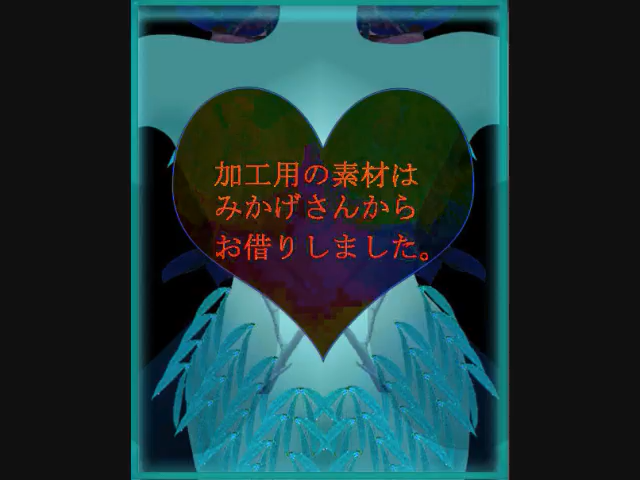 加工用の素材は
みかげさんから
お借りしました。